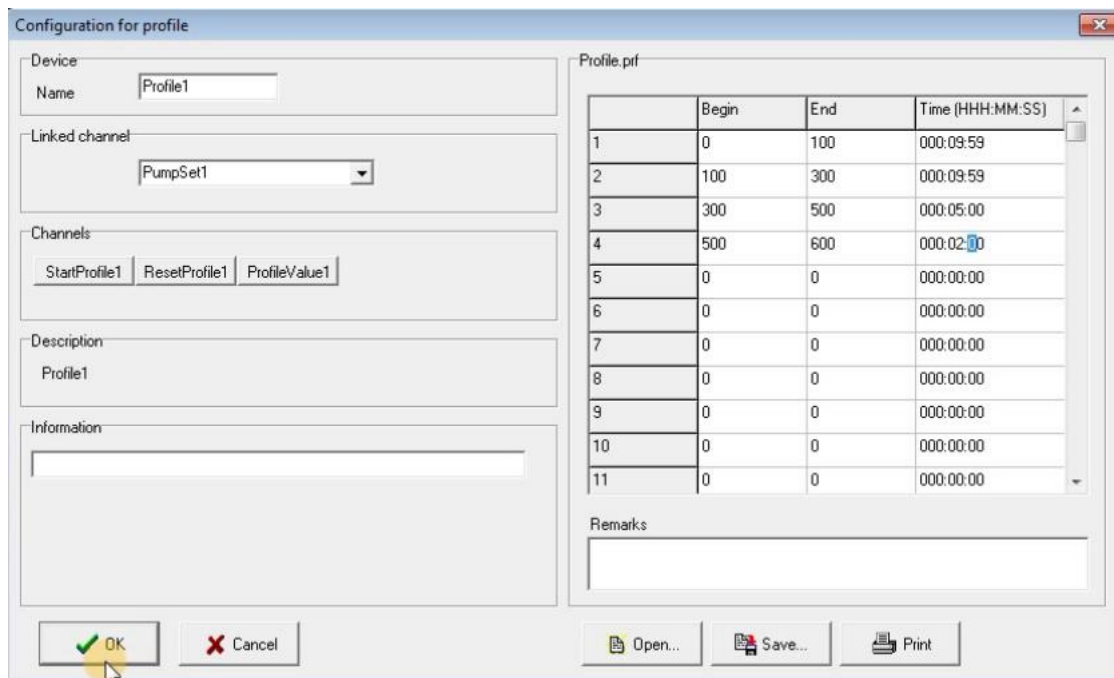 Configuration for profile
Device
Name Profile1
Linked channel
PumpSet1
Channels
StartProfile1 ResetProfile1 ProfileValue1
Description
Profile1
Information
OK Cancel
Profile.prf
Begin End Time (HHH:MM:SS)
1 0 100 000:09:59
2 100 300 000:09:59
3 300 500 000:05:00
4 500 600 000:02:00
5 0 0 000:00:00
6 0 0 000:00:00
7 0 0 000:00:00
8 0 0 000:00:00
9 0 0 000:00:00
10 0 0 000:00:00
11 0 0 000:00:00
Remarks
Open... Save... Print